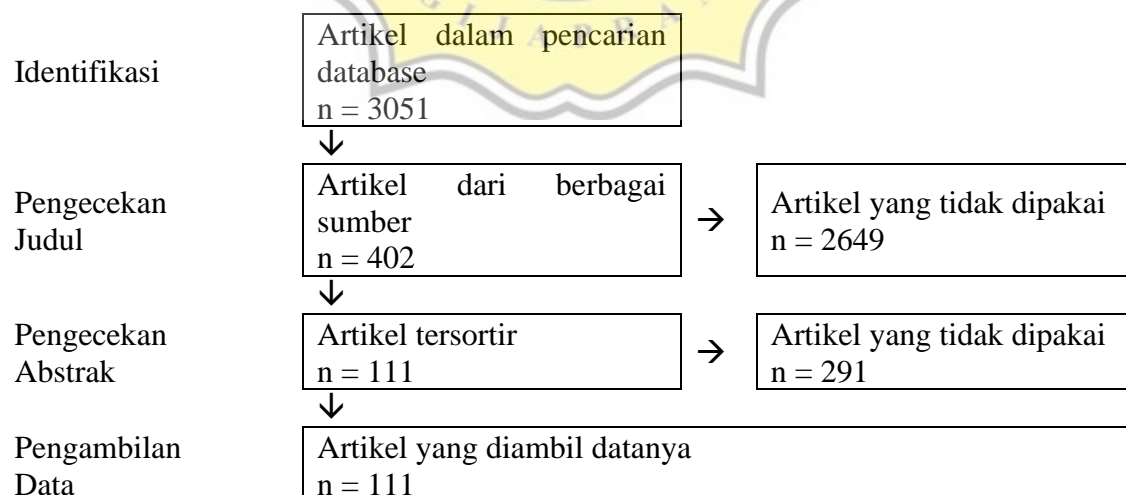 Identifikasi
Artikel dalam pencarian
database
n = 3051
↓
Pengecekan
Judul
Artikel dari berbagai
sumber
n = 402
→
Artikel yang tidak dipakai
n = 2649
↓
Pengecekan
Abstrak
Artikel tersortir
n = 111
→
Artikel yang tidak dipakai
n = 291
↓
Pengambilan
Data
Artikel yang diambil datanya
n = 111